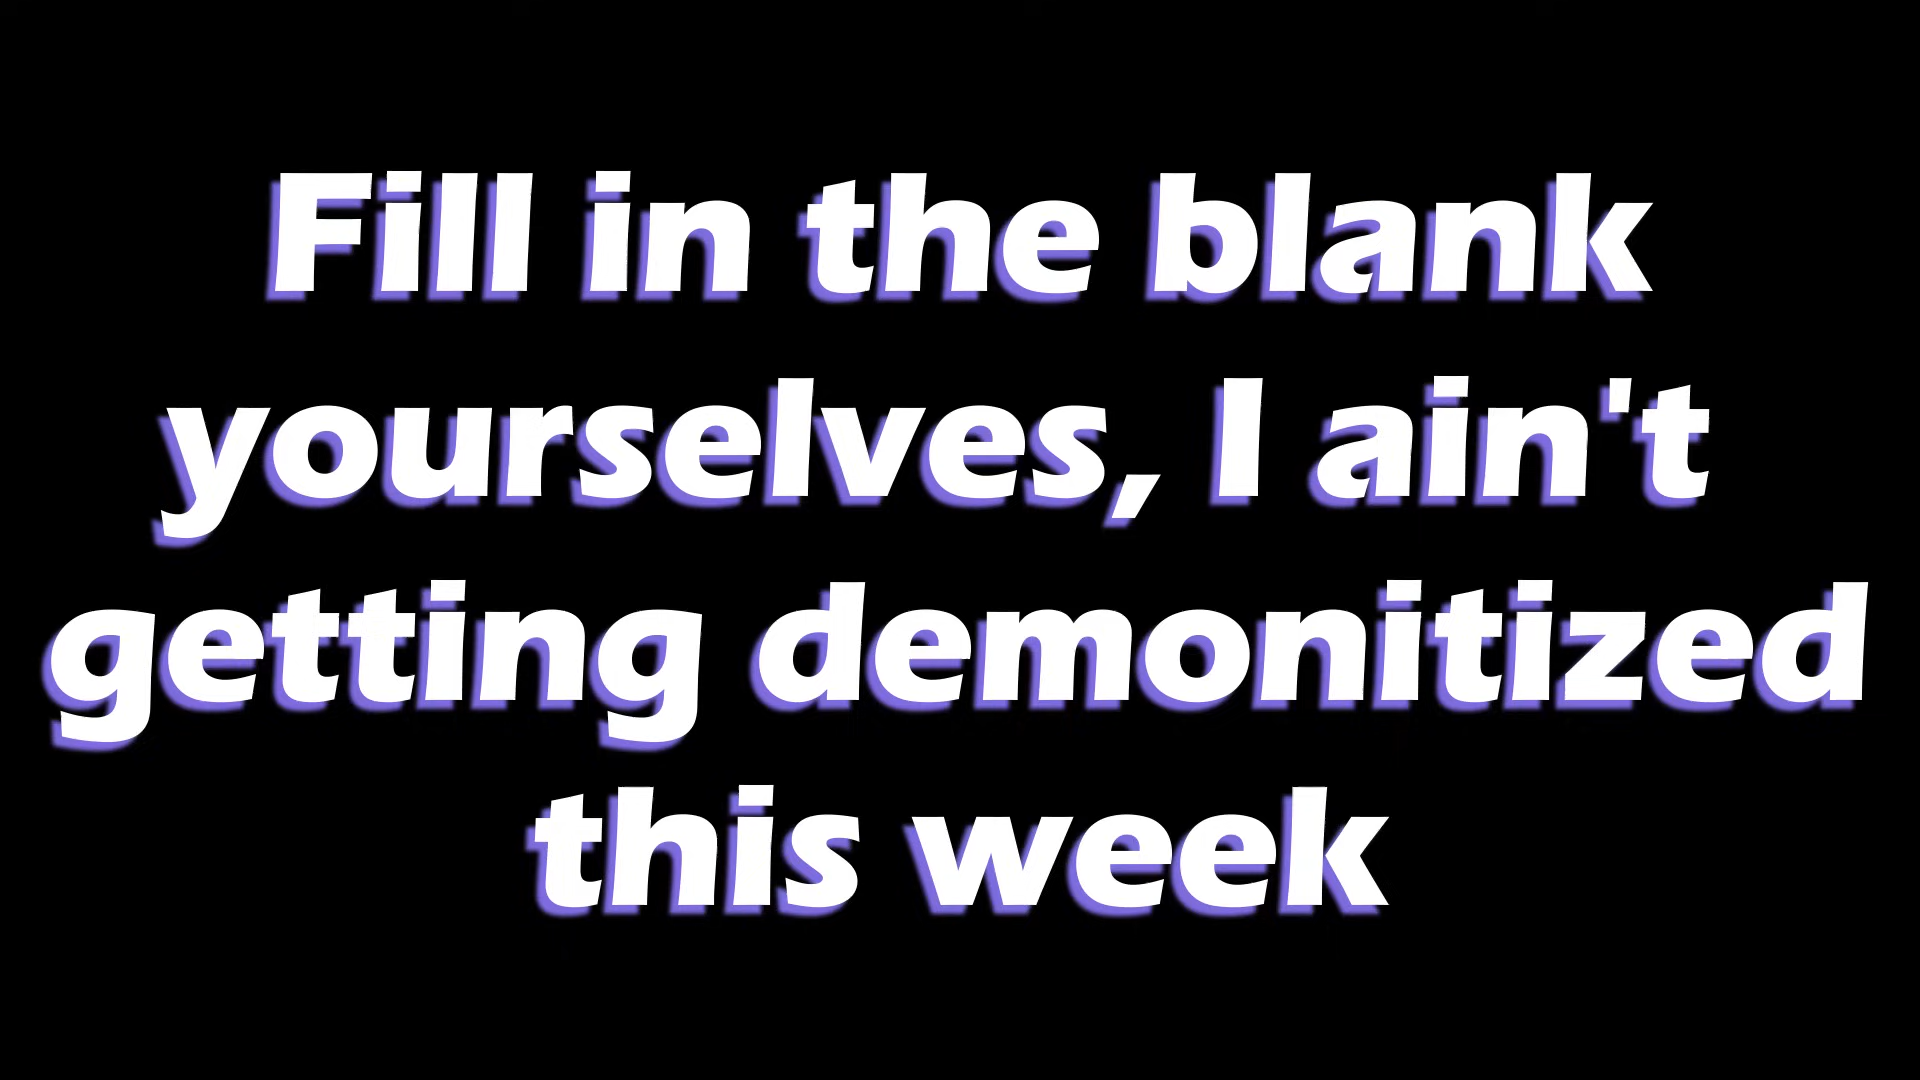 Fill in the blank
yourselves, I ain't
getting demonitized
this week